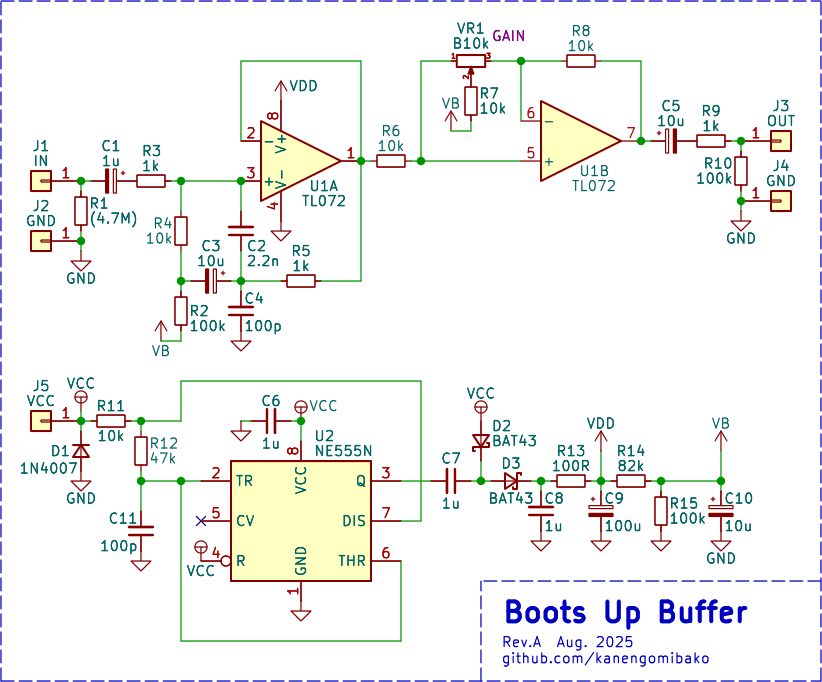 VR1
B10k
GAIN
1
3
2
R8
10k
VDD
8
R7
10k
VB
J1
IN
1
C1
1u
+
R3
1k
2
−
V+
3
+
V-
1
4
U1A
TL072
R6
10k
6
−
5
+
7
U1B
TL072
C5
10u
+
R9
1k
J3
OUT
1
R10
100k
J4
GND
1
GND
J2
GND
1
R1
(4.7M)
GND
R4
10k
C3
10u
+
C2
2.2n
R5
1k
R2
100k
VB
C4
100p
J5
VCC
1
VCC
R11
10k
D1
1N4007
GND
R12
47k
C11
100p
C6
1u
VCC
8
U2
NE555N
2
TR
VCC
Q
3
5
CV
DIS
7
4
R
GND
THR
6
VCC
1
VCC
D2
BAT43
C7
1u
D3
BAT43
C8
1u
R13
100R
VDD
C9
100u
+
R14
82k
R15
100k
VB
C10
10u
+
GND
Boots Up Buffer
Rev.A Aug. 2025
github.com/kanengomibako